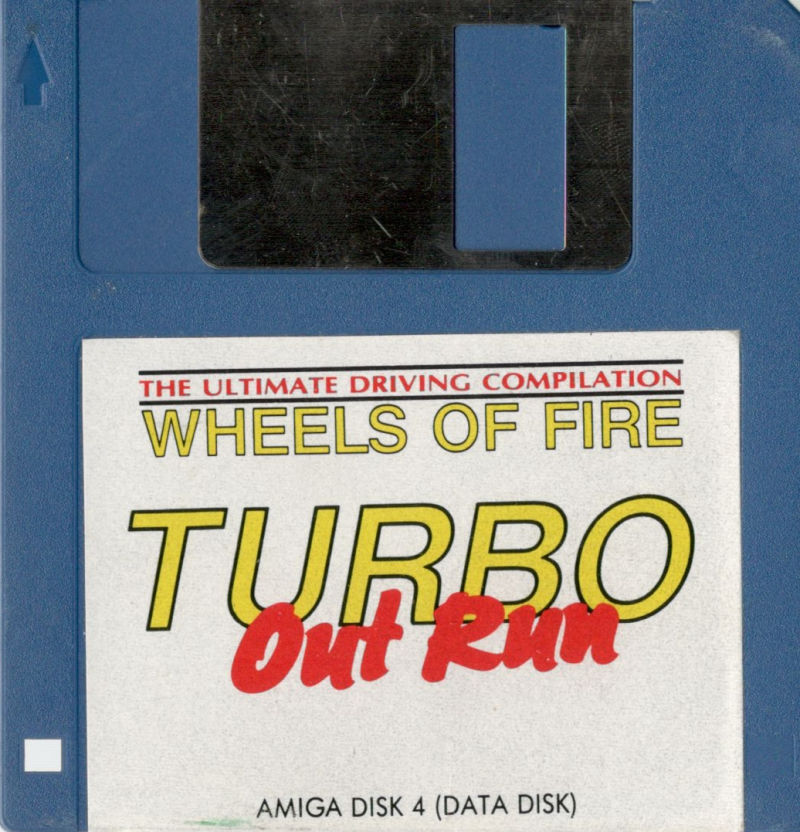 THE ULTIMATE DRIVING COMPILATION
WHEELS OF FIRE
TURBO
Out Run
AMIGA DISK 4 (DATA DISK)